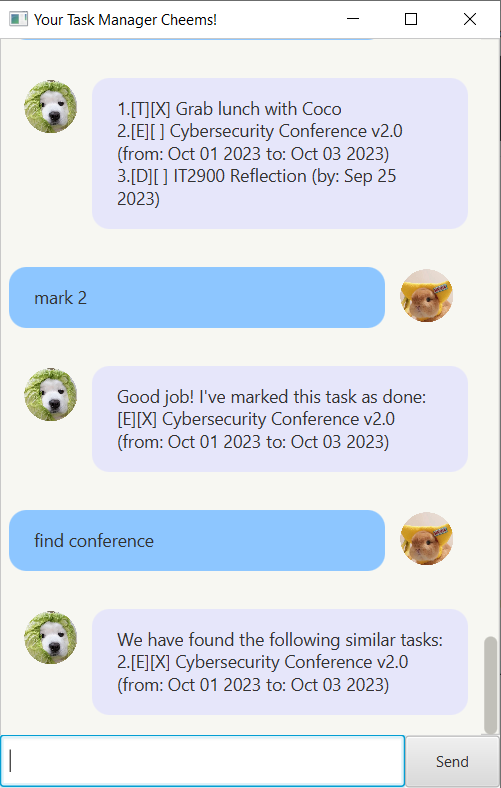 Your Task Manager Cheems!
1.[T][X] Grab lunch with Coco
2.[E][ ] Cybersecurity Conference v2.0
(from: Oct 01 2023 to: Oct 03 2023)
3.[D][ ] IT2900 Reflection (by: Sep 25
2023)
mark 2
Good job! I've marked this task as done:
[E][X] Cybersecurity Conference v2.0
(from: Oct 01 2023 to: Oct 03 2023)
find conference
We have found the following similar tasks:
2.[E][X] Cybersecurity Conference v2.0
(from: Oct 01 2023 to: Oct 03 2023)
Send